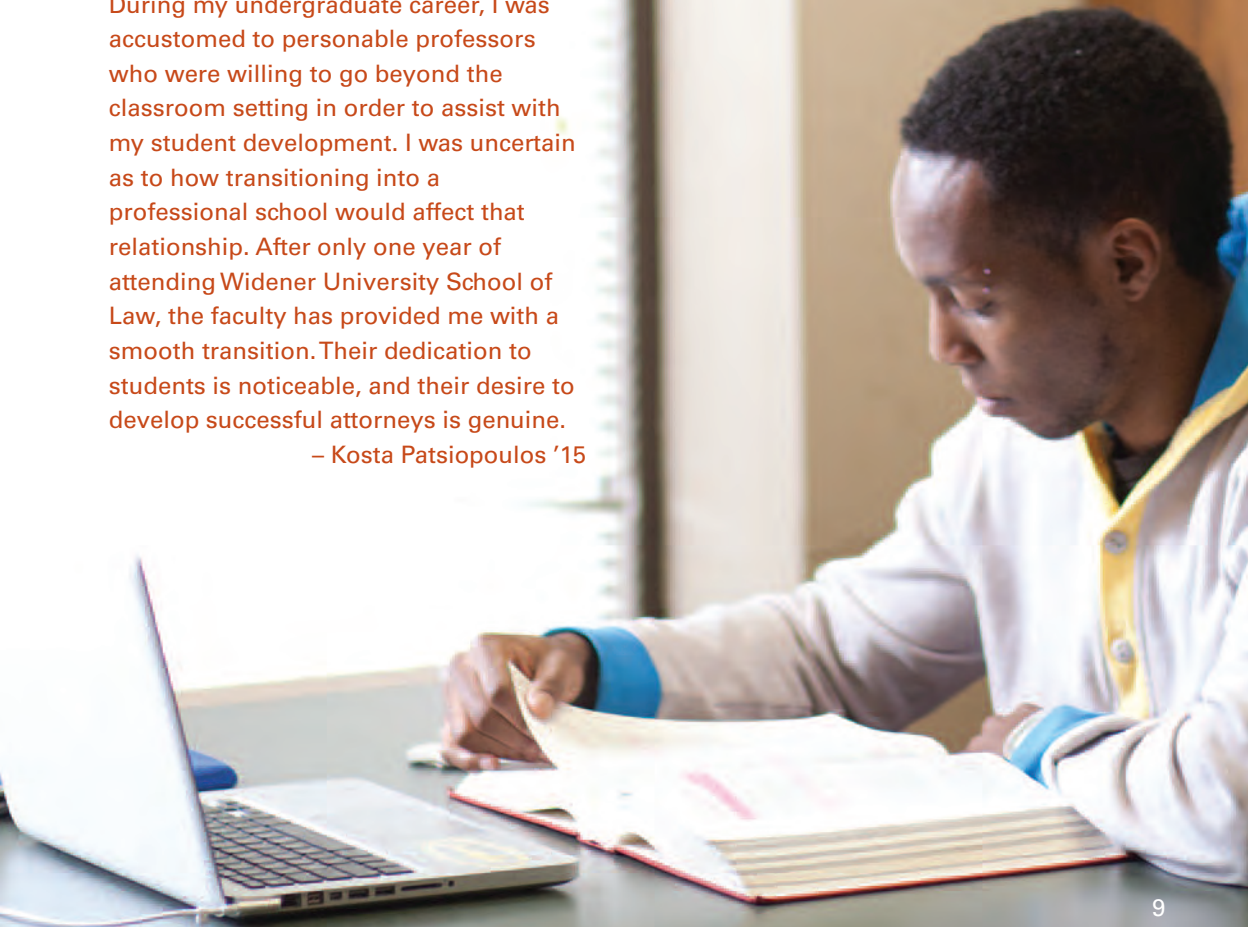 During my undergraduate career, I was
accustomed to personable professors
who were willing to go beyond the
classroom setting in order to assist with
my student development. I was uncertain
as to how transitioning into a
professional school would affect that
relationship. After only one year of
attending Widener University School of
Law, the faculty has provided me with a
smooth transition. Their dedication to
students is noticeable, and their desire to
develop successful attorneys is genuine.
– Kosta Patsiopoulos ’15
9